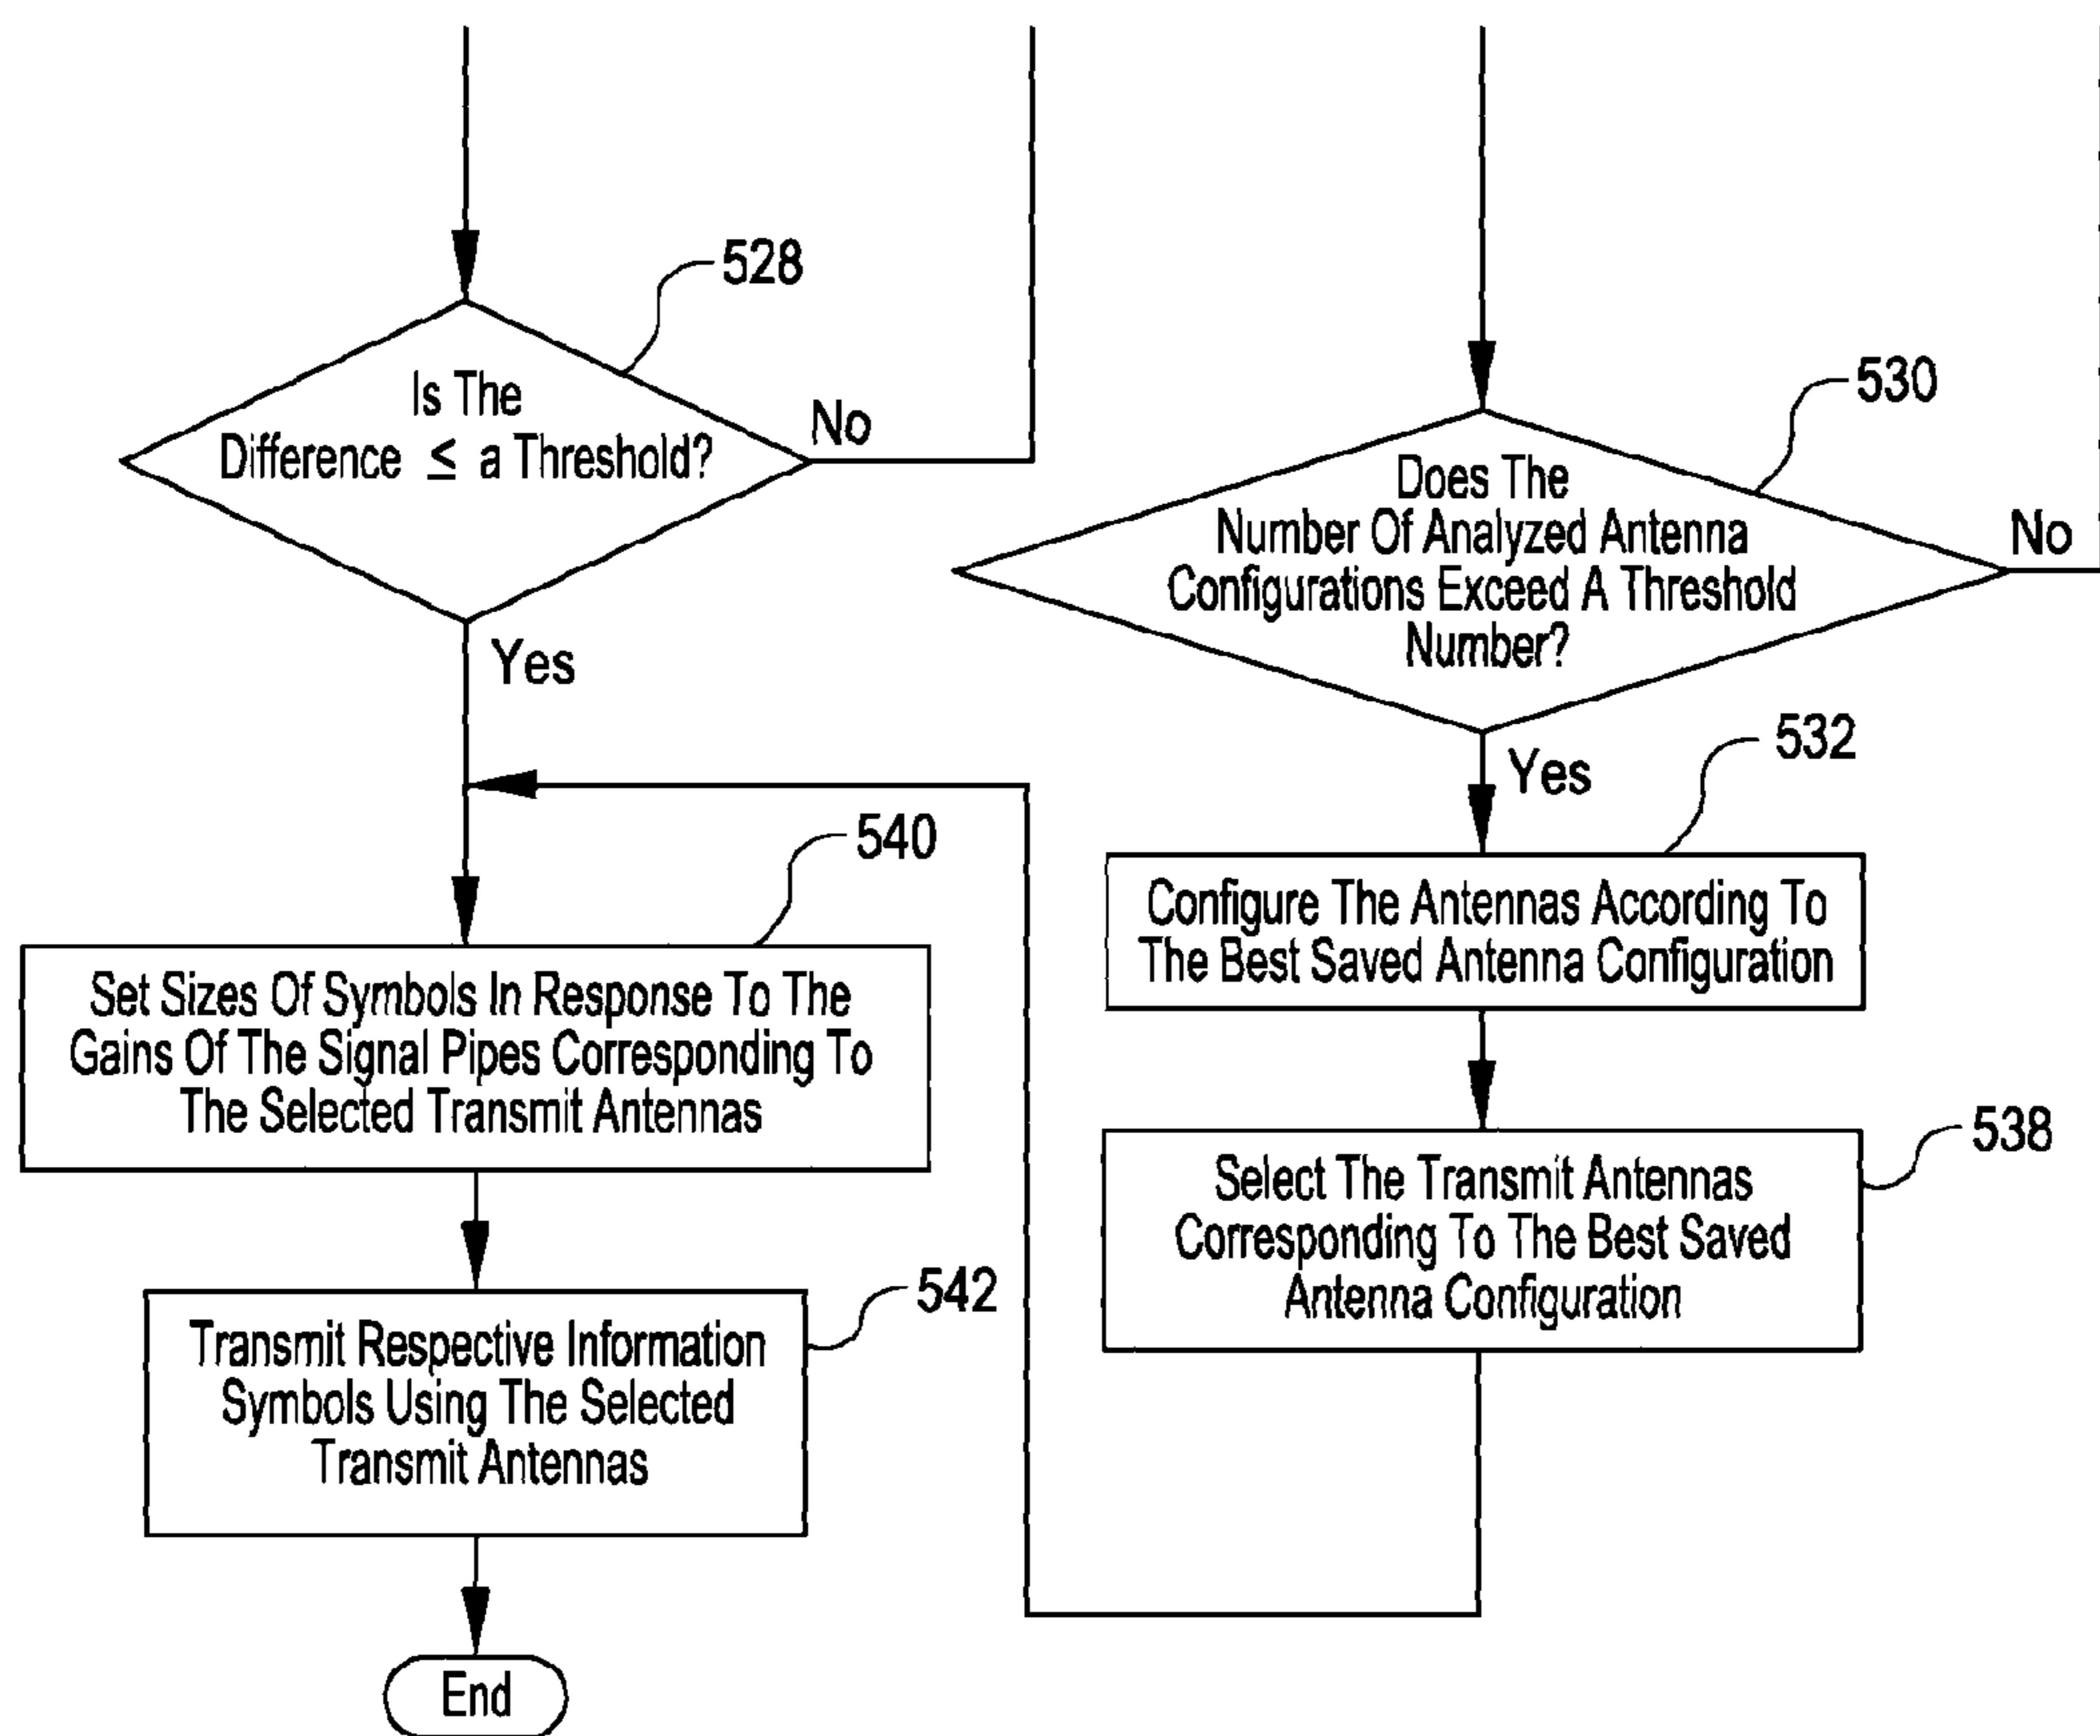 528
Is The
Difference ≤ a Threshold?
No
Yes
530
Does The
Number Of Analyzed Antenna
Configurations Exceed A Threshold
Number?
No
Yes
532
Configure The Antennas According To
The Best Saved Antenna Configuration
538
Select The Transmit Antennas
Corresponding To The Best Saved
Antenna Configuration
540
Set Sizes Of Symbols In Response To The
Gains Of The Signal Pipes Corresponding To
The Selected Transmit Antennas
542
Transmit Respective Information
Symbols Using The Selected
Transmit Antennas
End